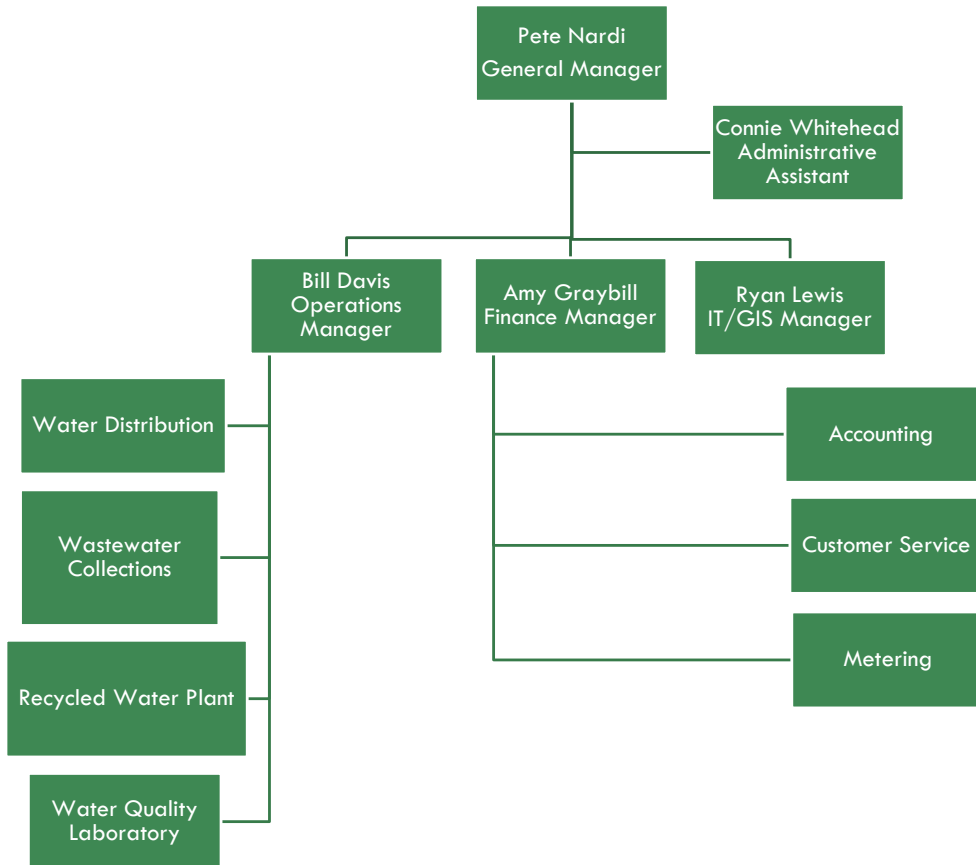 Pete Nardi
General Manager
Connie Whitehead
Administrative
Assistant
Bill Davis
Operations
Manager
Amy Graybill
Finance Manager
Ryan Lewis
IT/GIS Manager
Water Distribution
Accounting
Wastewater
Collections
Customer Service
Recycled Water Plant
Metering
Water Quality
Laboratory